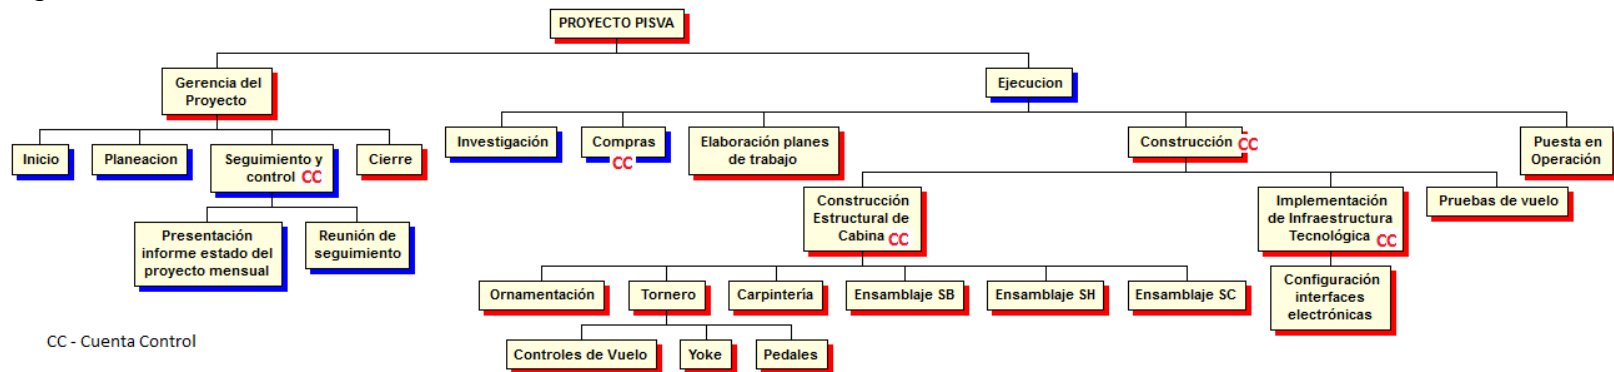 PROYECTO PISVA
Gerencia del
Proyecto
Ejecucion
Inicio
Planeacion
Seguimiento y
control CC
Cierre
Investigación
Compras
CC
Elaboración planes
de trabajo
Construcción CC
Puesta en
Operación
Presentación
informe estado del
proyecto mensual
Reunión de
seguimiento
Construcción
Estructural de
Cabina CC
Implementación
de Infraestructura
Tecnológica CC
Pruebas de vuelo
Ornamentación
Tornero
Carpintería
Ensamblaje SB
Ensamblaje SH
Ensamblaje SC
Configuración
interfaces
electrónicas
Controles de Vuelo
Yoke
Pedales
CC - Cuenta Control